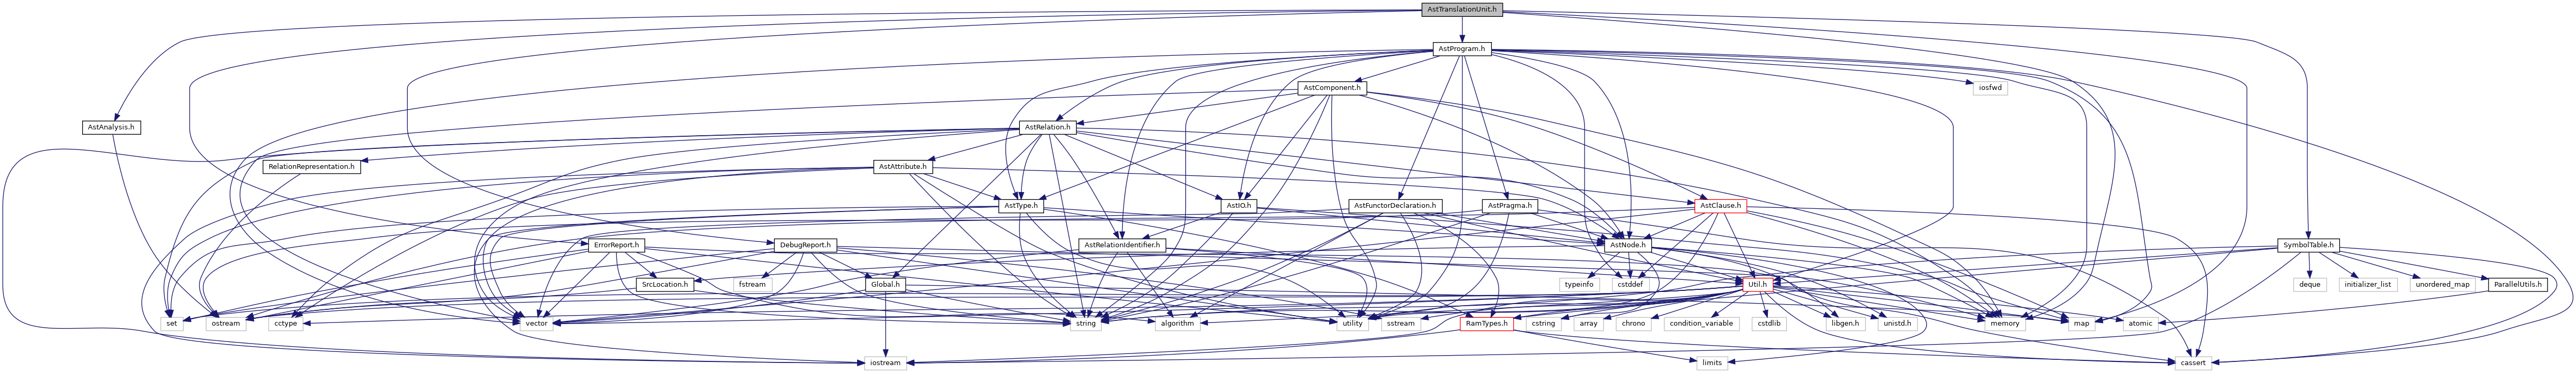 AstTranslationUnit.h
AstProgram.h
AstComponent.h
iosfwd
AstAnalysis.h
AstRelation.h
RelationRepresentation.h
AstAttribute.h
AstType.h
AstIO.h
AstFunctorDeclaration.h
AstPragma.h
AstClause.h
ErrorReport.h
DebugReport.h
AstRelationIdentifier.h
AstNode.h
SymbolTable.h
SrcLocation.h
fstream
Global.h
typeinfo
cstddef
Util.h
deque
initializer_list
unordered_map
ParallelUtils.h
set
ostream
cctype
vector
string
algorithm
utility
sstream
RamTypes.h
cstring
array
chrono
condition_variable
cstdlib
libgen.h
unistd.h
memory
map
atomic
iostream
limits
cassert